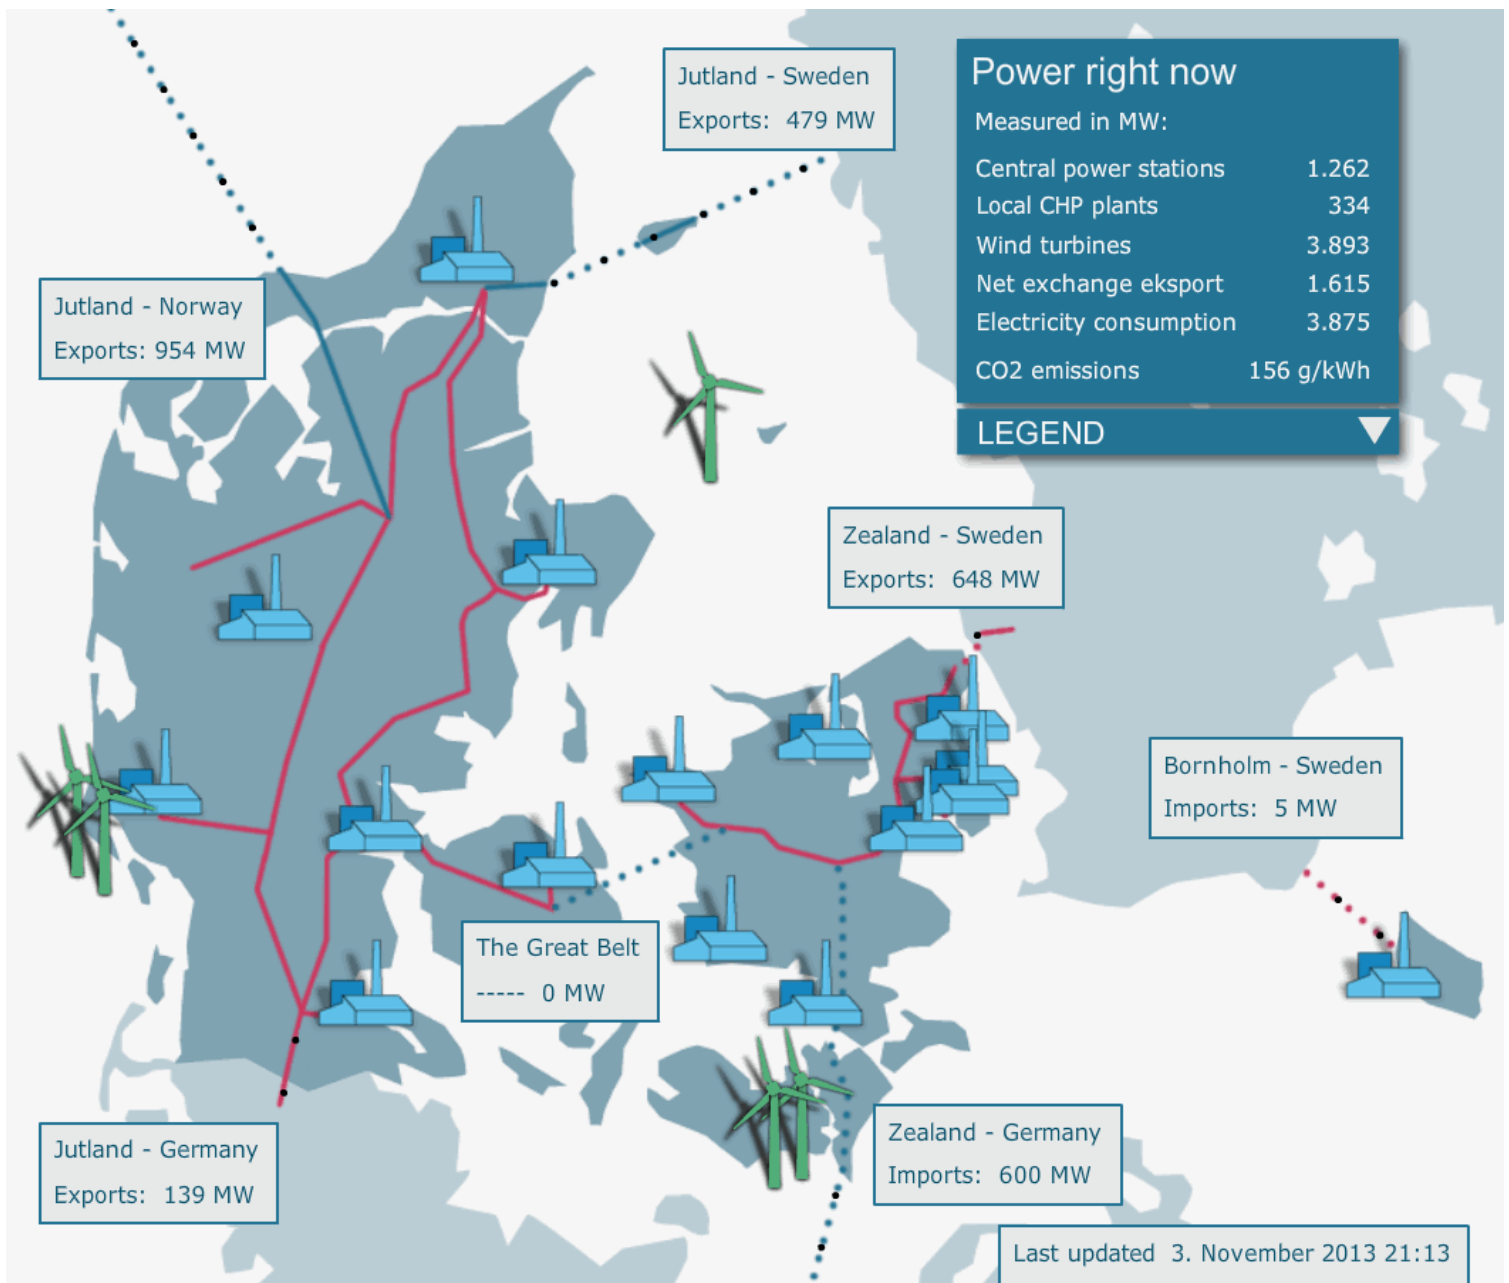 Jutland - Sweden
Exports: 479 MW
Power right now
Measured in MW:
Central power stations 1.262
Local CHP plants 334
Wind turbines 3.893
Net exchange eksport 1.615
Electricity consumption 3.875
CO2 emissions 156 g/kWh
LEGEND
Jutland - Norway
Exports: 954 MW
Zealand - Sweden
Exports: 648 MW
Bornholm - Sweden
Imports: 5 MW
The Great Belt
----- 0 MW
Jutland - Germany
Exports: 139 MW
Zealand - Germany
Imports: 600 MW
Last updated 3. November 2013 21:13